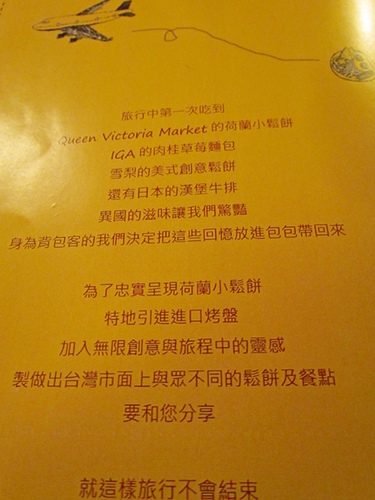 旅行中第一次吃到
Queen Victoria Market 的荷蘭小鬆餅
IGA 的肉桂草莓麵包
雪梨的美式創意鬆餅
還有日本的漢堡牛排
異國的滋味讓我們驚豔
身為背包客的我們決定把這些回憶放進包包帶回來
為了忠實呈現荷蘭小鬆餅
特地引進進口烤盤
加入無限創意與旅程中的靈感
製做出台灣市面上與眾不同的鬆餅及餐點
要和您分享
就這樣旅行不會結束